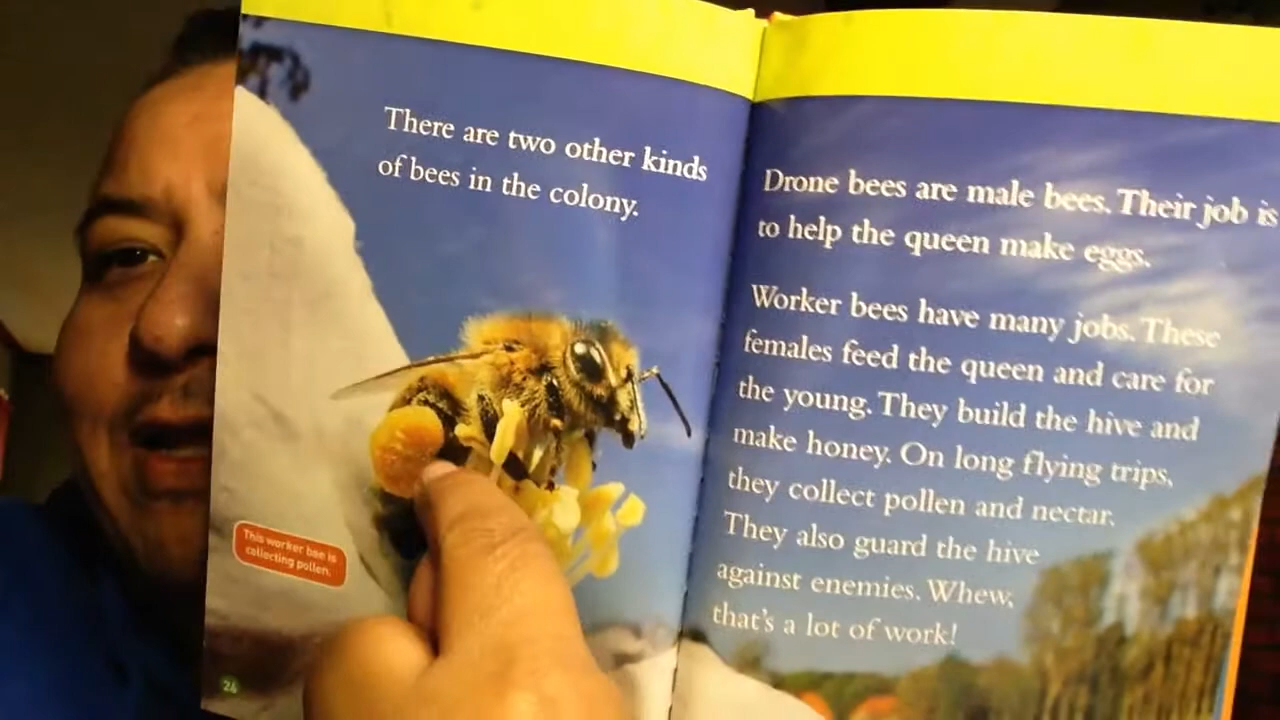 There are two other kinds
of bees in the colony.
This worker bee is
collecting pollen.
24
Drone bees are male bees. Their job is
to help the queen make eggs.
Worker bees have many jobs. These
females feed the queen and care for
the young. They build the hive and
make honey. On long flying trips,
they collect pollen and nectar.
They also guard the hive
against enemies. Whew,
that's a lot of work!